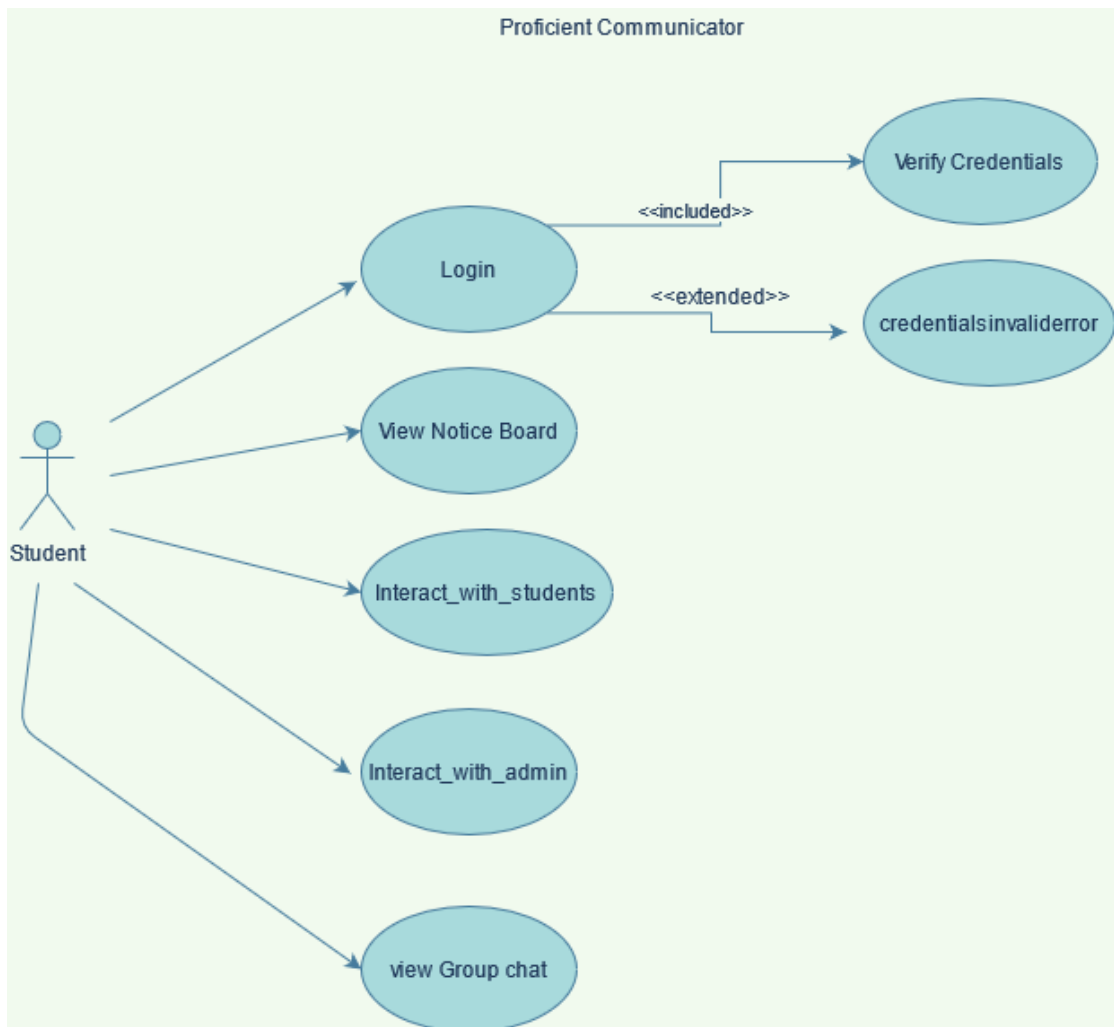 Proficient Communicator
Verify Credentials
<<included>>
Login
<<extended>>
credentialsinvaliderror
View Notice Board
Student
Interact_with_students
Interact_with_admin
view Group chat